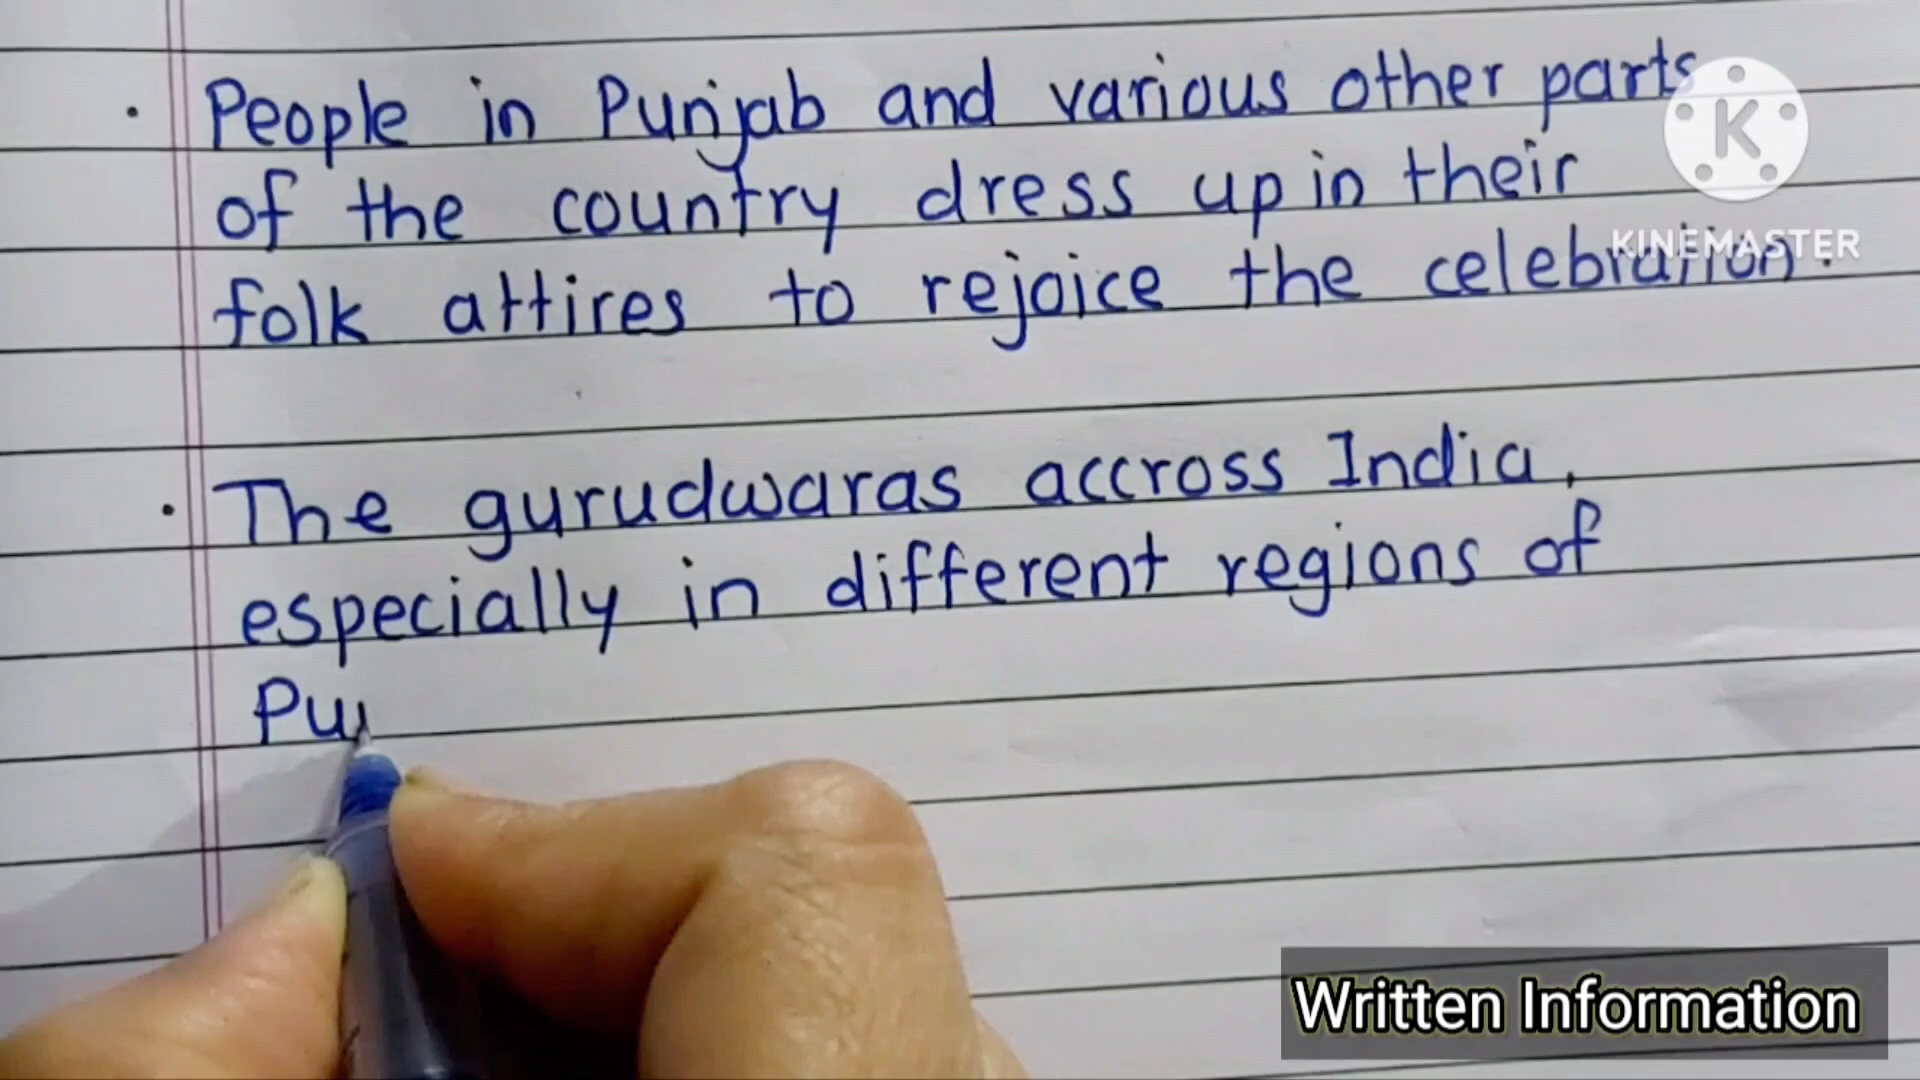 · People in Punjab and various other parts
of the country dress up in their
folk attires to rejoice the celebration.
· The gurudwaras accross India,
especially in different regions of
Pu
K
KINEMASTER
Written Information